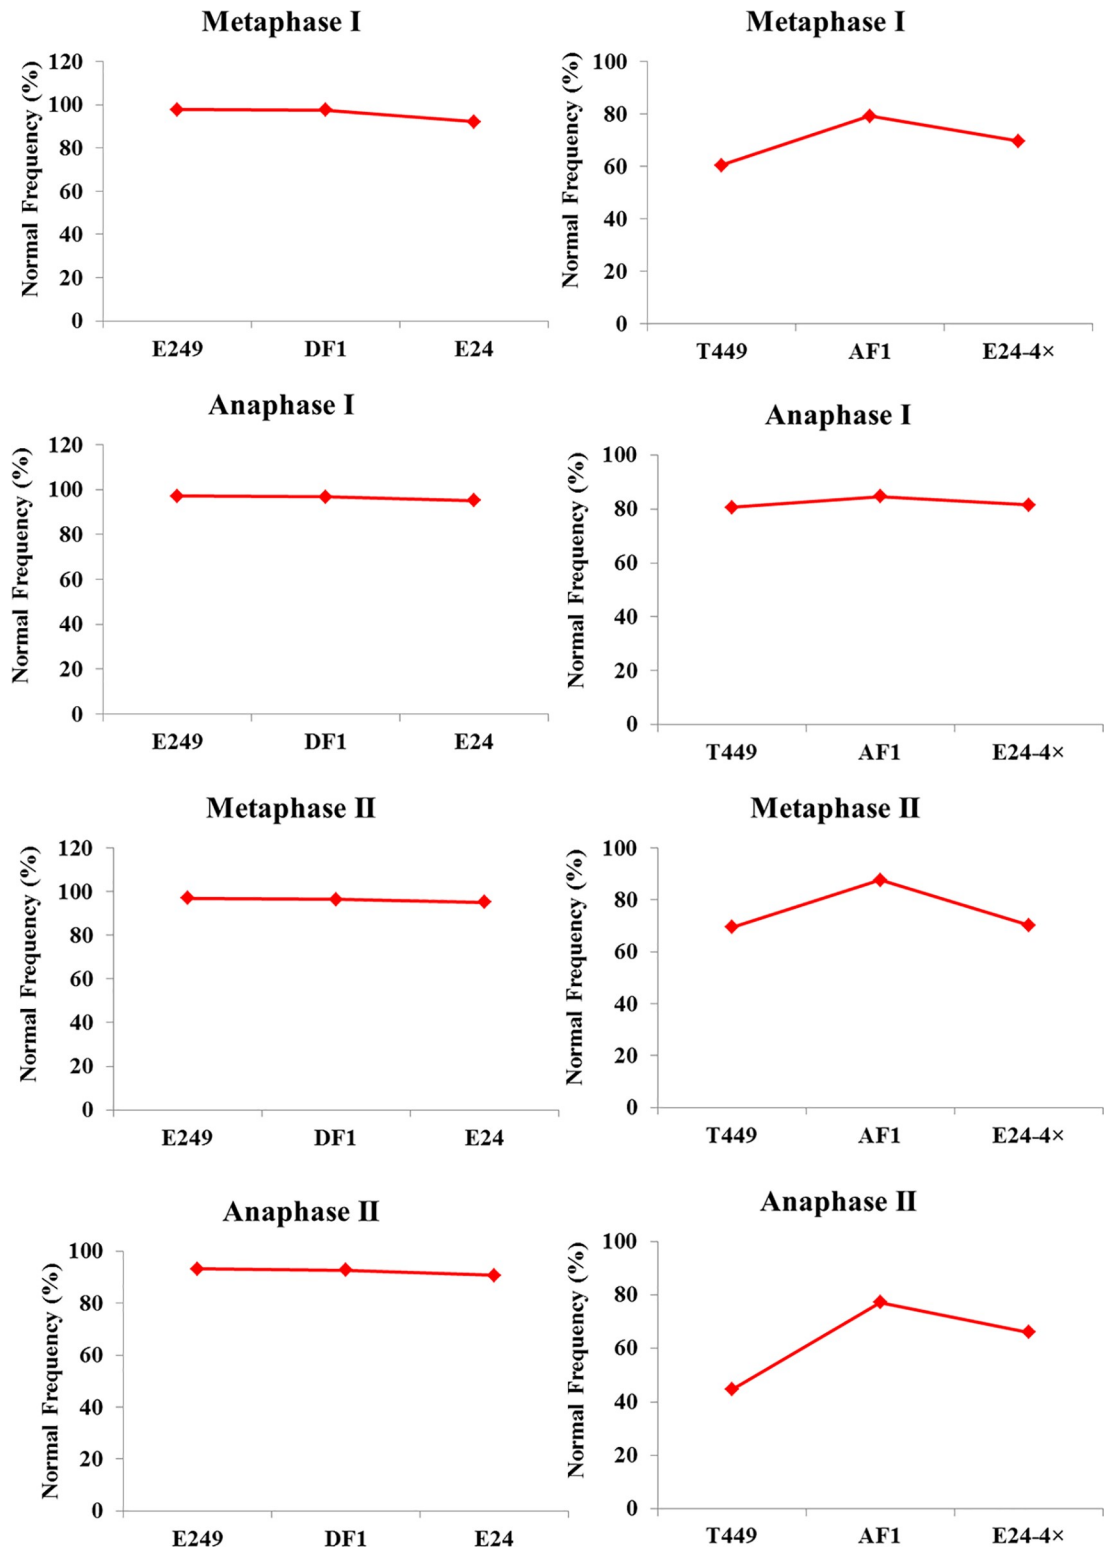 Metaphase I
Normal Frequency (%)
120
100
80
60
40
20
0
E249 DF1 E24
Metaphase I
Normal Frequency (%)
100
80
60
40
20
0
T449 AF1 E24-4×
Anaphase I
Normal Frequency (%)
120
100
80
60
40
20
0
E249 DF1 E24
Anaphase I
Normal Frequency (%)
100
80
60
40
20
0
T449 AF1 E24-4×
Metaphase II
Normal Frequency (%)
120
100
80
60
40
20
0
E249 DF1 E24
Metaphase II
Normal Frequency (%)
100
80
60
40
20
0
T449 AF1 E24-4×
Anaphase II
Normal Frequency (%)
100
80
60
40
20
0
E249 DF1 E24
Anaphase II
Normal Frequency (%)
100
80
60
40
20
0
T449 AF1 E24-4×